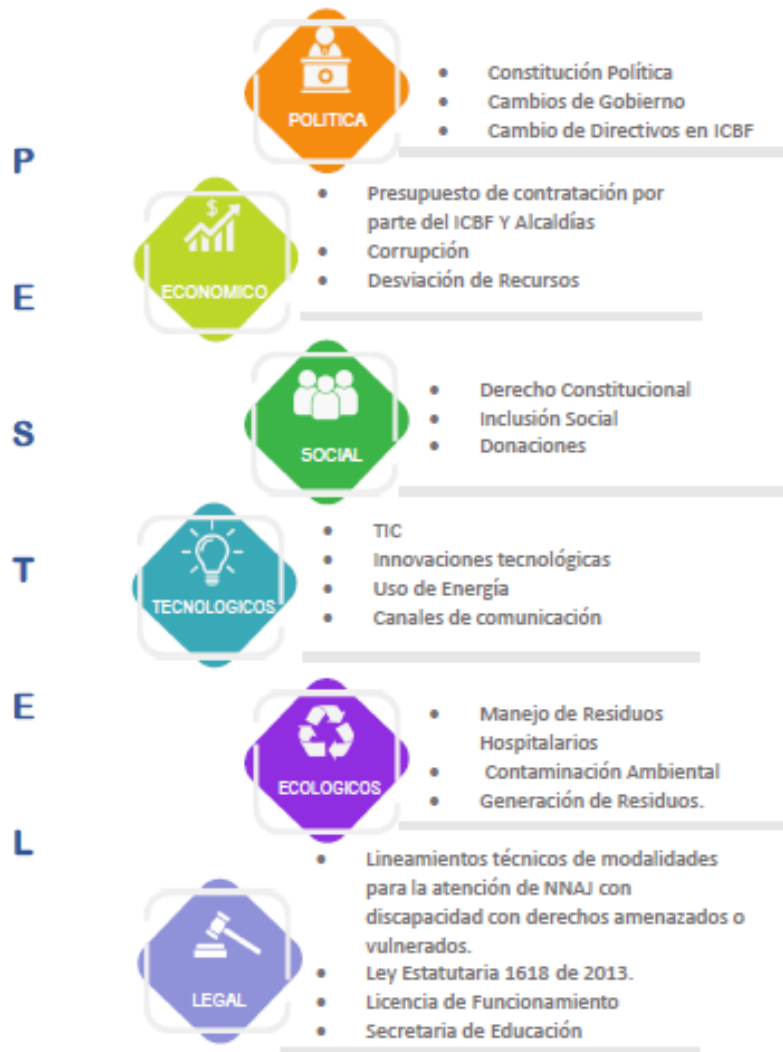 P
E
S
T
E
L
POLITICA
• Constitución Política
• Cambios de Gobierno
• Cambio de Directivos en ICBF
$
ECONOMICO
• Presupuesto de contratación por
parte del ICBF Y Alcaldías
• Corrupción
• Desviación de Recursos
SOCIAL
• Derecho Constitucional
• Inclusión Social
• Donaciones
TECNOLOGICOS
• TIC
• Innovaciones tecnológicas
• Uso de Energía
• Canales de comunicación
ECOLOGICOS
• Manejo de Residuos
Hospitalarios
• Contaminación Ambiental
• Generación de Residuos.
LEGAL
• Lineamientos técnicos de modalidades
para la atención de NNAJ con
discapacidad con derechos amenazados o
vulnerados.
• Ley Estatutaria 1618 de 2013.
• Licencia de Funcionamiento
• Secretaria de Educación